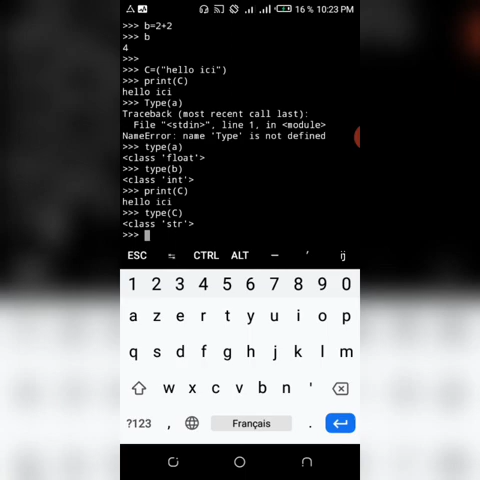 16 % 10:23 PM
>>> b=2+2
>>> b
4
>>>
>>> C=("hello ici")
>>> print(C)
hello ici
>>> Type(a)
Traceback (most recent call last):
File "<stdin>", line 1, in <module>
NameError: name 'Type' is not defined
>>> type(a)
<class 'float'>
>>> type(b)
<class 'int'>
>>> print(C)
hello ici
>>> type(C)
<class 'str'>
>>>
ESC ⇆ CTRL ALT — ′
1 2 3 4 5 6 7 8 9 0
a z e r t y u i o p
q s d f g h j k l m
w x c v b n '
?123 , Français .